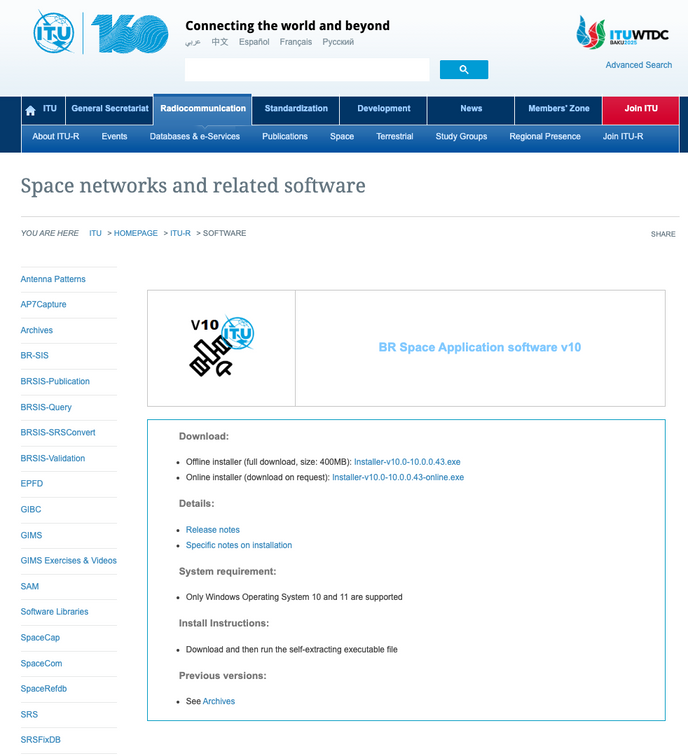 ITU
160
Connecting the world and beyond
عربي 中文 Español Français Русский
ITUWTDC
BAKU2025
Advanced Search
ITU General Secretariat Radiocommunication Standardization Development News Members' Zone Join ITU
About ITU-R Events Databases & e-Services Publications Space Terrestrial Study Groups Regional Presence Join ITU-R
Space networks and related software
YOU ARE HERE ITU > HOMEPAGE > ITU-R > SOFTWARE
SHARE
Antenna Patterns
AP7Capture
Archives
BR-SIS
BRSIS-Publication
BRSIS-Query
BRSIS-SRSConvert
BRSIS-Validation
EPFD
GIBC
GIMS
GIMS Exercises & Videos
SAM
Software Libraries
SpaceCap
SpaceCom
SpaceRefdb
SRS
SRSFixDB
V10
ITU
BR Space Application software v10
Download:
• Offline installer (full download, size: 400MB): Installer-v10.0-10.0.0.43.exe
• Online installer (download on request): Installer-v10.0-10.0.0.43-online.exe
Details:
• Release notes
• Specific notes on installation
System requirement:
• Only Windows Operating System 10 and 11 are supported
Install Instructions:
• Download and then run the self-extracting executable file
Previous versions:
• See Archives